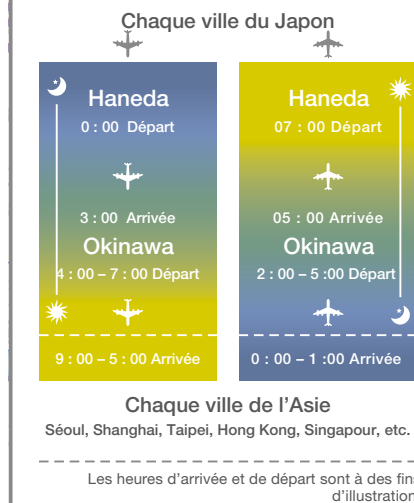 Chaque ville du Japon
Haneda
0 : 00 Départ
3 : 00 Arrivée
Okinawa
4 : 00 – 7 : 00 Départ
9 : 00 – 5 : 00 Arrivée
Haneda
07 : 00 Départ
05 : 00 Arrivée
Okinawa
2 : 00 – 5 :00 Départ
0 : 00 – 1 :00 Arrivée
Chaque ville de l'Asie
Séoul, Shanghai, Taipei, Hong Kong, Singapour, etc.
Les heures d'arrivée et de départ sont à des fins
d'illustration